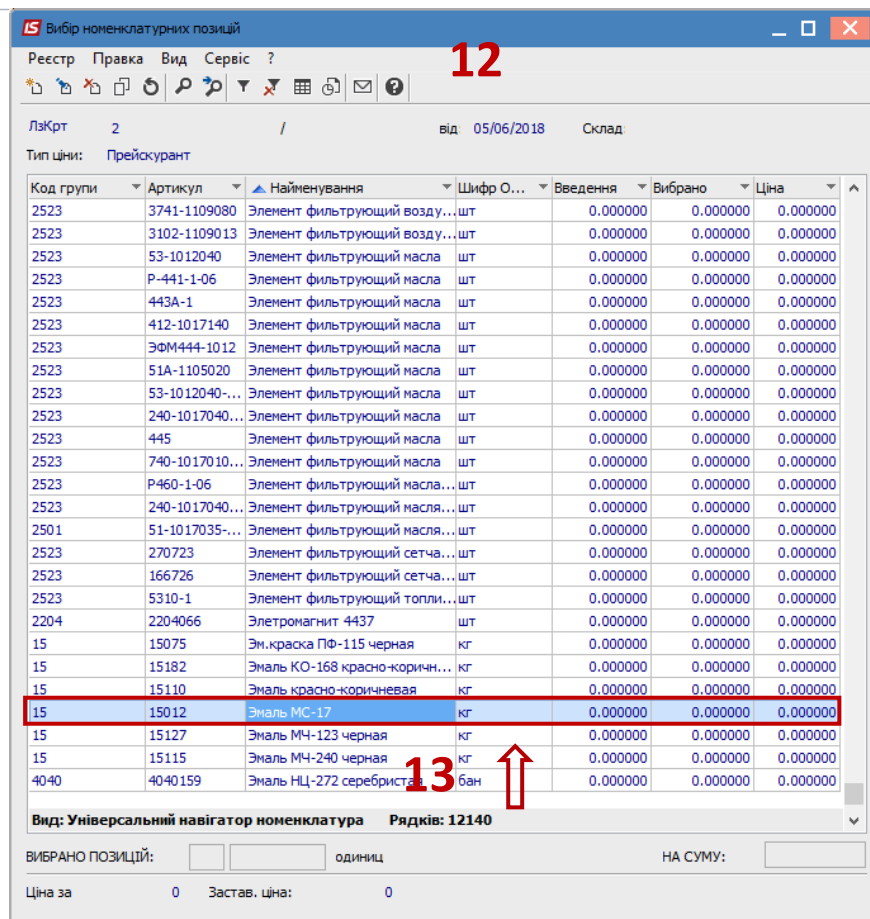 IS Вибір номенклатурних позицій
Реєстр Правка Вид Сервіс ?
12
ЛзКрт 2 / від 05/06/2018 Склад:
Тип ціни: Прейскурант
Код групи Артикул Найменування Шифр О... Введення Вибрано Ціна
2523 3741-1109080 Элемент фильтрующий возду... шт 0.000000 0.000000 0.000000
2523 3102-1109013 Элемент фильтрующий возду... шт 0.000000 0.000000 0.000000
2523 53-1012040 Элемент фильтрующий масла шт 0.000000 0.000000 0.000000
2523 Р-441-1-06 Элемент фильтрующий масла шт 0.000000 0.000000 0.000000
2523 443А-1 Элемент фильтрующий масла шт 0.000000 0.000000 0.000000
2523 412-1017140 Элемент фильтрующий масла шт 0.000000 0.000000 0.000000
2523 ЭФМ444-1012 Элемент фильтрующий масла шт 0.000000 0.000000 0.000000
2523 51А-1105020 Элемент фильтрующий масла шт 0.000000 0.000000 0.000000
2523 53-1012040-... Элемент фильтрующий масла шт 0.000000 0.000000 0.000000
2523 240-1017040... Элемент фильтрующий масла шт 0.000000 0.000000 0.000000
2523 445 Элемент фильтрующий масла шт 0.000000 0.000000 0.000000
2523 740-1017010... Элемент фильтрующий масла шт 0.000000 0.000000 0.000000
2523 Р460-1-06 Элемент фильтрующий масла... шт 0.000000 0.000000 0.000000
2523 240-1017040... Элемент фильтрующий масля... шт 0.000000 0.000000 0.000000
2501 51-1017035-... Элемент фильтрующий масля... шт 0.000000 0.000000 0.000000
2523 270723 Элемент фильтрующий сетча... шт 0.000000 0.000000 0.000000
2523 166726 Элемент фильтрующий сетча... шт 0.000000 0.000000 0.000000
2523 5310-1 Элемент фильтрующий топли... шт 0.000000 0.000000 0.000000
2204 2204066 Элетромагнит 4437 шт 0.000000 0.000000 0.000000
15 15075 Эм.краска ПФ-115 черная кг 0.000000 0.000000 0.000000
15 15182 Эмаль КО-168 красно-коричн... кг 0.000000 0.000000 0.000000
15 15110 Эмаль красно-коричневая кг 0.000000 0.000000 0.000000
15 15012 Эмаль МС-17 кг 0.000000 0.000000 0.000000
15 15127 Эмаль МЧ-123 черная кг 0.000000 0.000000 0.000000
15 15115 Эмаль МЧ-240 черная кг 0.000000 0.000000 0.000000
4040 4040159 Эмаль НЦ-272 серебристая бан 0.000000 0.000000 0.000000
13
Вид: Універсальний навігатор номенклатура Рядків: 12140
ВИБРАНО ПОЗИЦІЙ: одиниц НА СУМУ:
Ціна за 0 Застав. ціна: 0